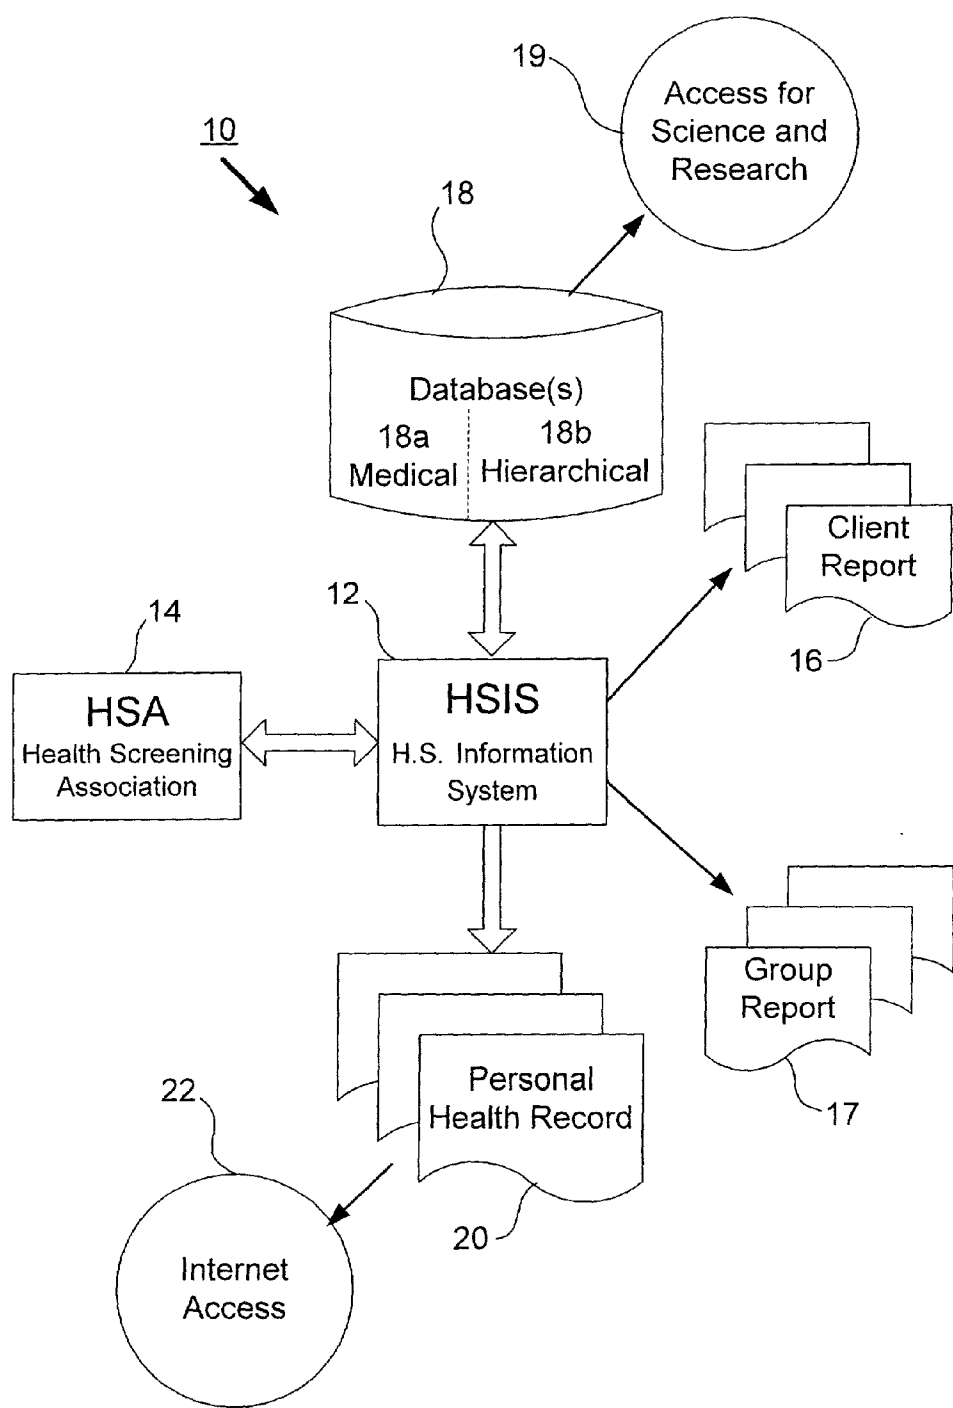 19
Access for
Science and
Research
10
18
Database(s)
18a
Medical
18b
Hierarchical
Client
Report
16
12
14
HSA
Health Screening
Association
HSIS
H.S. Information
System
Group
Report
17
Personal
Health Record
20
22
Internet
Access